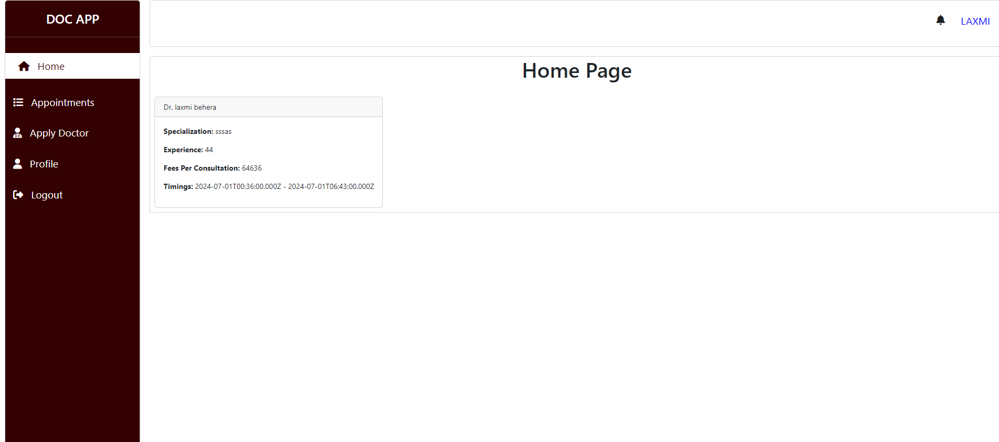 DOC APP
LAXMI
Home
Appointments
Apply Doctor
Profile
Logout
Home Page
Dr. laxmi behera
Specialization: sssas
Experience: 44
Fees Per Consultation: 64636
Timings: 2024-07-01T00:36:00.000Z - 2024-07-01T06:43:00.000Z